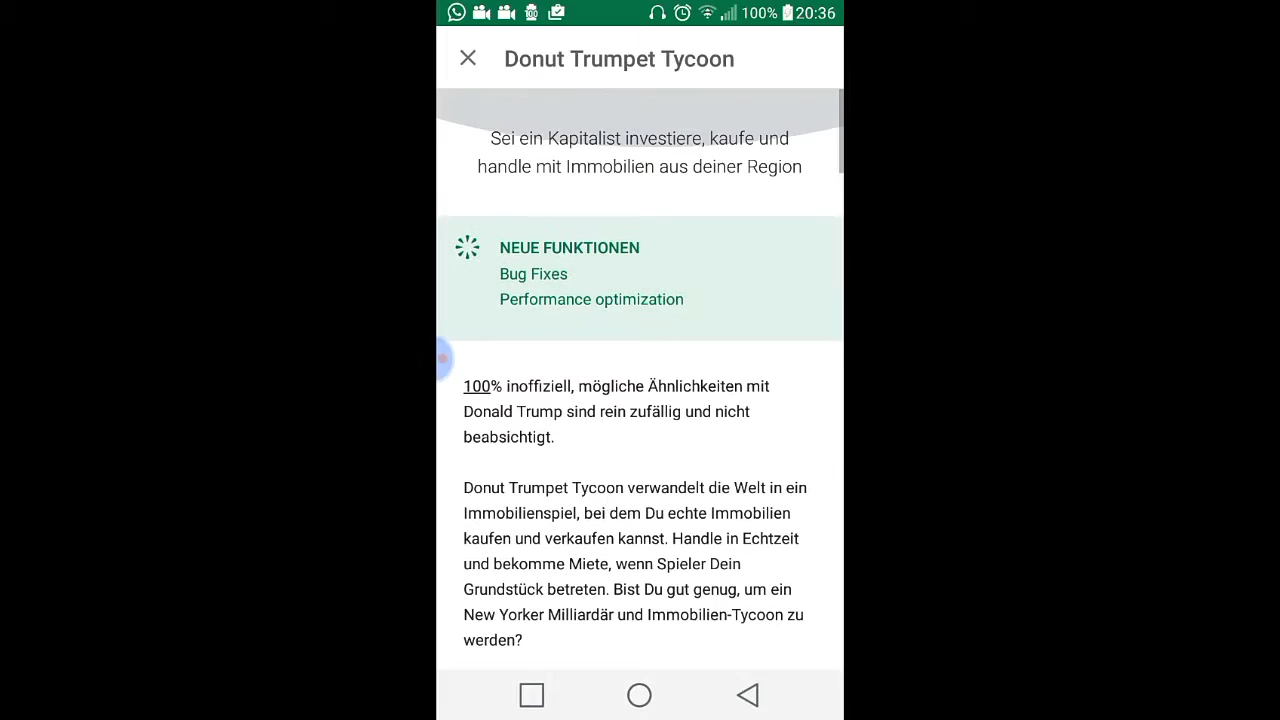 100% 20:36
Donut Trumpet Tycoon
Sei ein Kapitalist investiere, kaufe und
handle mit Immobilien aus deiner Region
NEUE FUNKTIONEN
Bug Fixes
Performance optimization
100% inoffiziell, mögliche Ähnlichkeiten mit
Donald Trump sind rein zufällig und nicht
beabsichtigt.
Donut Trumpet Tycoon verwandelt die Welt in ein
Immobilienspiel, bei dem Du echte Immobilien
kaufen und verkaufen kannst. Handle in Echtzeit
und bekomme Miete, wenn Spieler Dein
Grundstück betreten. Bist Du gut genug, um ein
New Yorker Milliardär und Immobilien-Tycoon zu
werden?